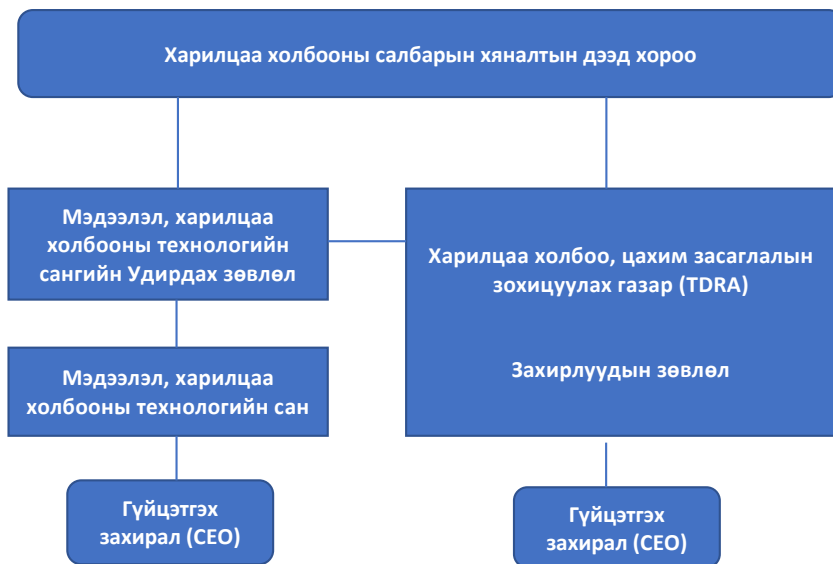 Харилцаа холбооны салбарын хяналтын дээд хороо
Мэдээлэл, харилцаа
холбооны технологийн
сангийн Удирдах зөвлөл
Харилцаа холбоо, цахим засаглалын
зохицуулах газар (TDRA)
Захирлуудын зөвлөл
Мэдээлэл, харилцаа
холбооны технологийн сан
Гүйцэтгэх
захирал (CEO)
Гүйцэтгэх
захирал (CEO)